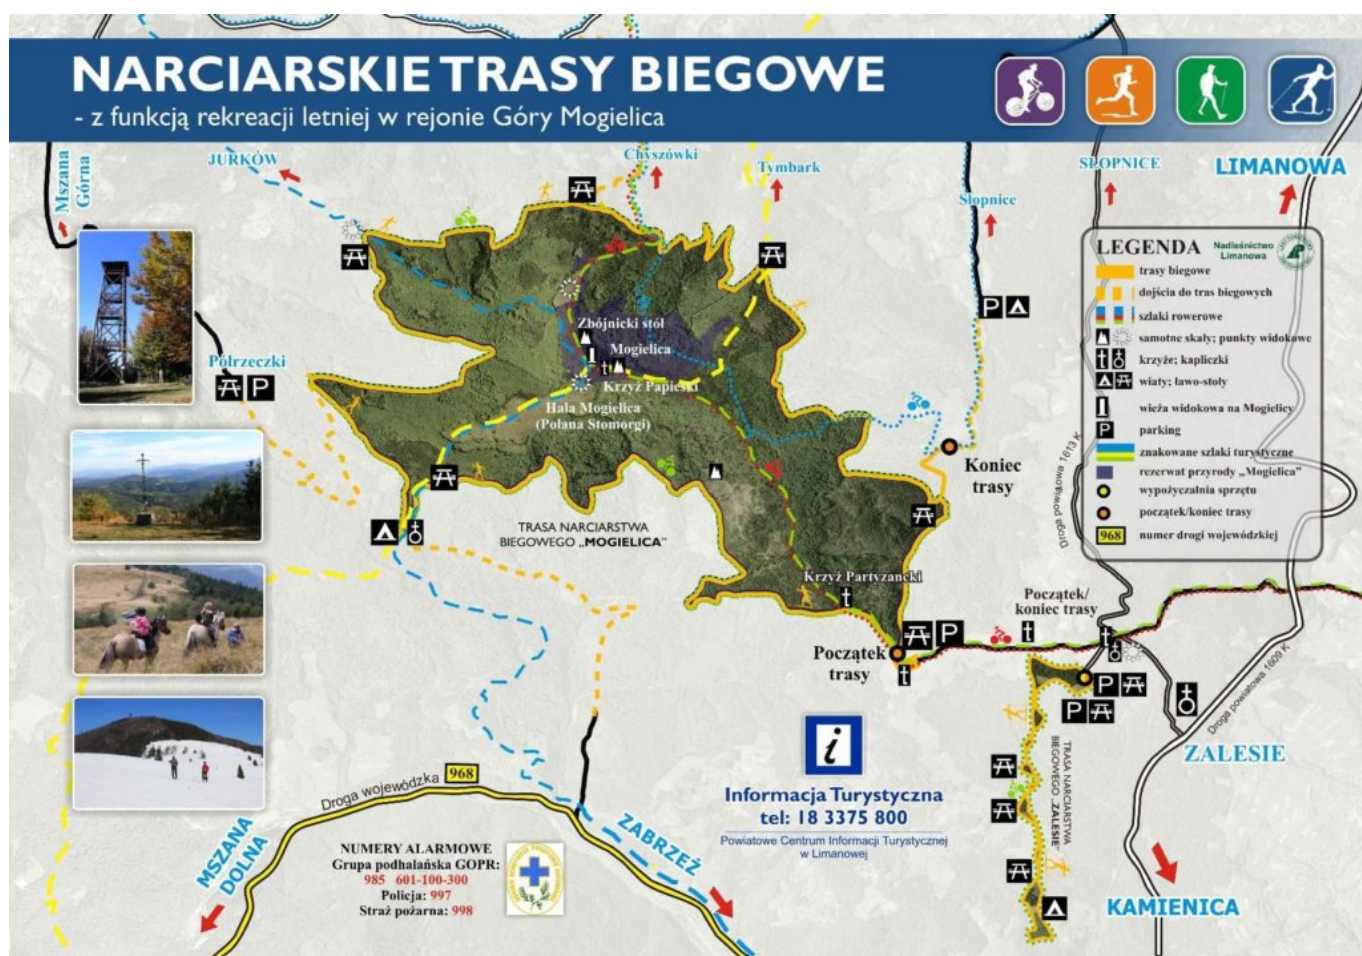 NARCIARSKIE TRASY BIEGOWE
- z funkcją rekreacji letniej w rejonie Góry Mogielica
Mszana
Górna
JURKÓW
Chyszówki
Tymbark
Słopnice
SŁOPNICE
LIMANOWA
LEGENDA
Nadleśnictwo
Limanowa
trasy biegowe
dojścia do tras biegowych
szlaki rowerowe
samotne skały; punkty widokowe
krzyże; kapliczki
wiaty; ławo-stoły
wieża widokowa na Mogielicy
P parking
znakowane szlaki turystyczne
rezerwat przyrody „Mogielica”
wypożyczalnia sprzętu
początek/koniec trasy
968 numer drogi wojewódzkiej
Półrzeczki
P
P
Zbójnicki stół
Mogielica
Krzyż Papieski
Hala Mogielica
(Polana Stomorgi)
Koniec
trasy
Droga powiatowa 1613 K
TRASA NARCIARSTWA
BIEGOWEGO „MOGIELICA”
Krzyż Partyzancki
Początek/
koniec trasy
Początek
trasy
P
P
P
Droga powiatowa 1609 K
ZALESIE
TRASA NARCIARSTWA
BIEGOWEGO „ZALESIE”
i
Informacja Turystyczna
tel: 18 3375 800
Powiatowe Centrum Informacji Turystycznej
w Limanowej
Droga wojewódzka
968
MSZANA
DOLNA
ZABRZEŻ
KAMIENICA
NUMERY ALARMOWE
Grupa podhalańska GOPR:
985 601-100-300
Policja: 997
Straż pożarna: 998